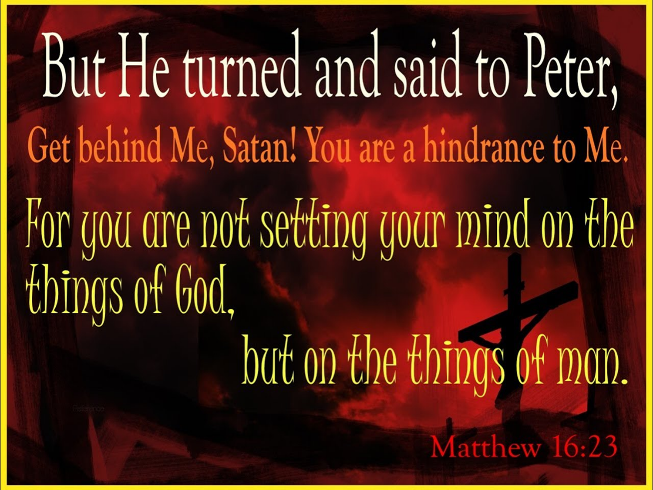 But He turned and said to Peter,
Get behind Me, Satan! You are a hindrance to Me.
For you are not setting your mind on the
things of God,
but on the things of man.
Matthew 16:23